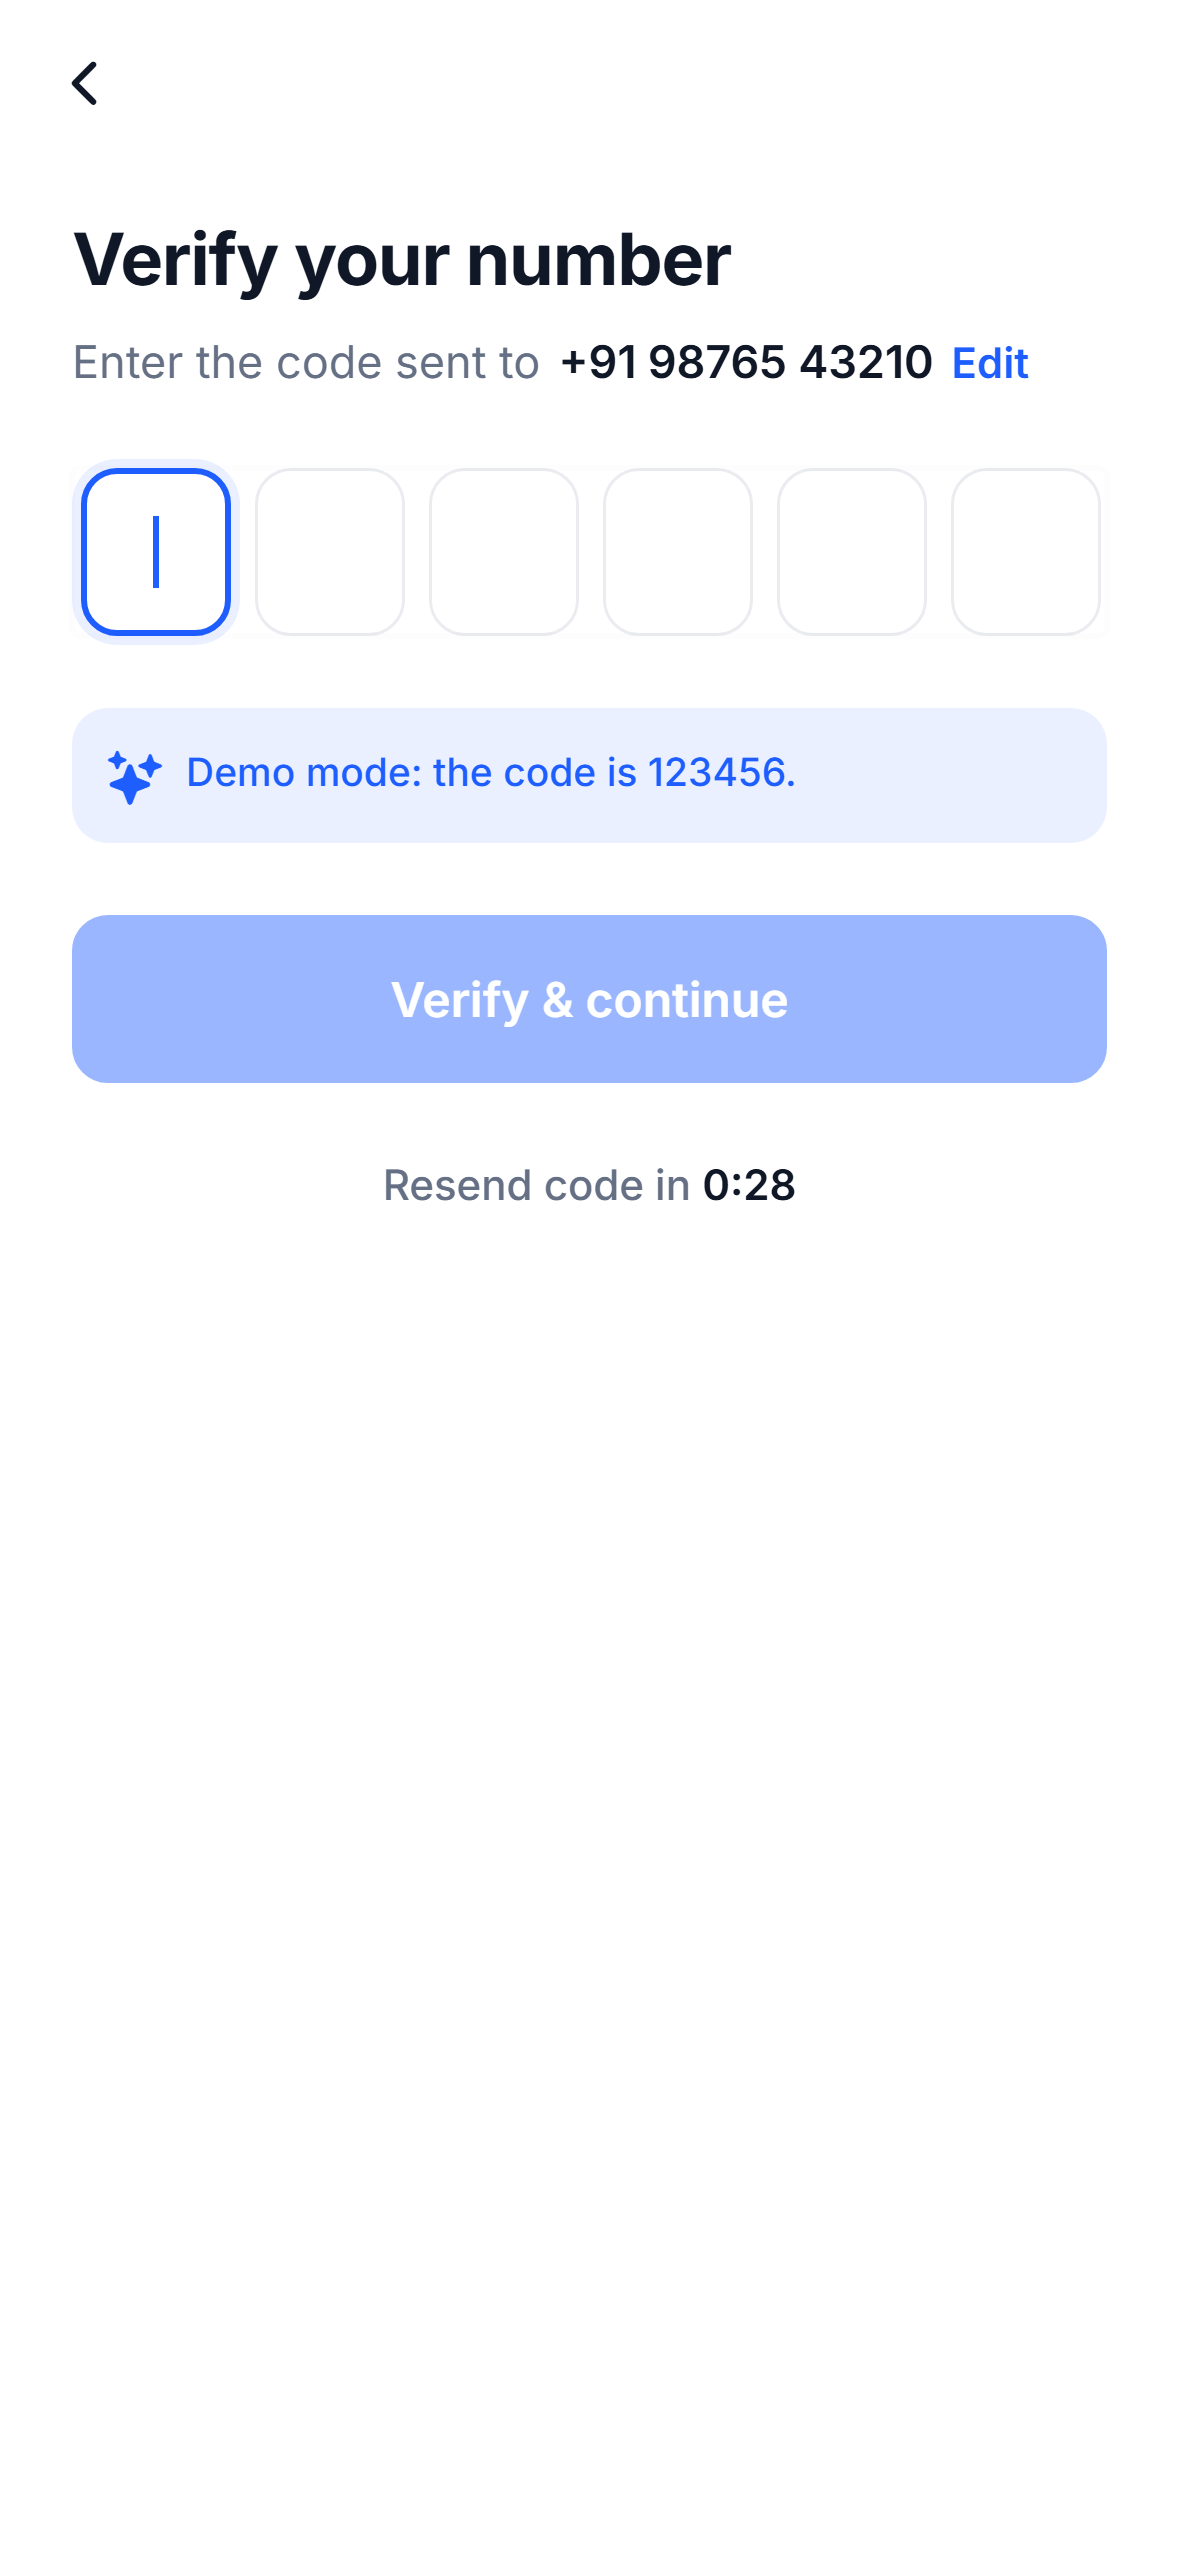 Verify your number
Enter the code sent to +91 98765 43210 Edit
Demo mode: the code is 123456.
Verify & continue
Resend code in 0:28